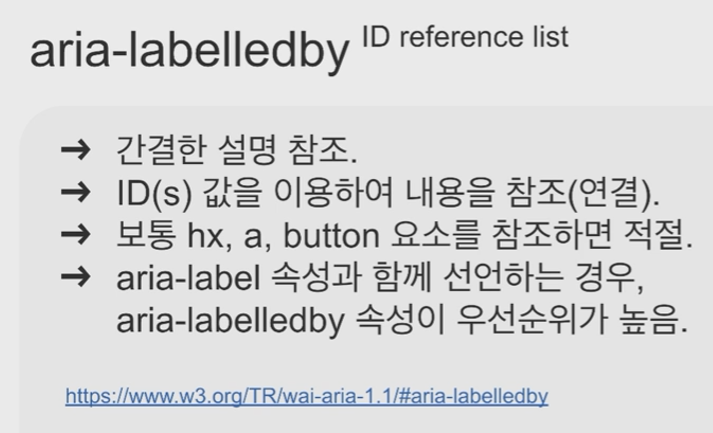 aria-labelledby ID reference list
➔ 간결한 설명 참조.
➔ ID(s) 값을 이용하여 내용을 참조(연결).
➔ 보통 hx, a, button 요소를 참조하면 적절.
➔ aria-label 속성과 함께 선언하는 경우,
aria-labelledby 속성이 우선순위가 높음.
https://www.w3.org/TR/wai-aria-1.1/#aria-labelledby